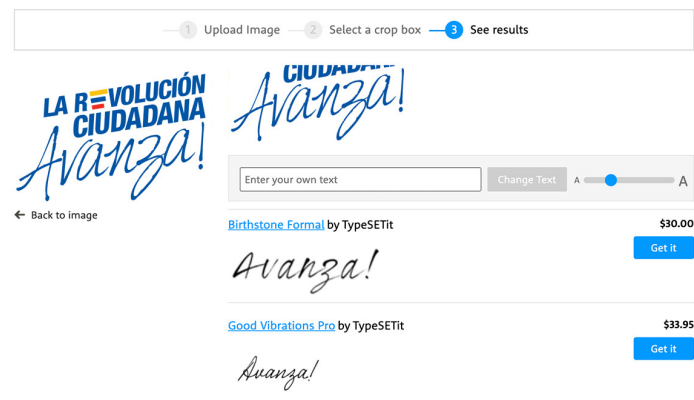 1 Upload Image 2 Select a crop box 3 See results
LA REVOLUCIÓN
CIUDADANA
Avanza!
← Back to image
CIUDADANA
Avanza!
Enter your own text Change Text A A
Birthstone Formal by TypeSETit $30.00
Get it
Avanza!
Good Vibrations Pro by TypeSETit $33.95
Get it
Avanza!